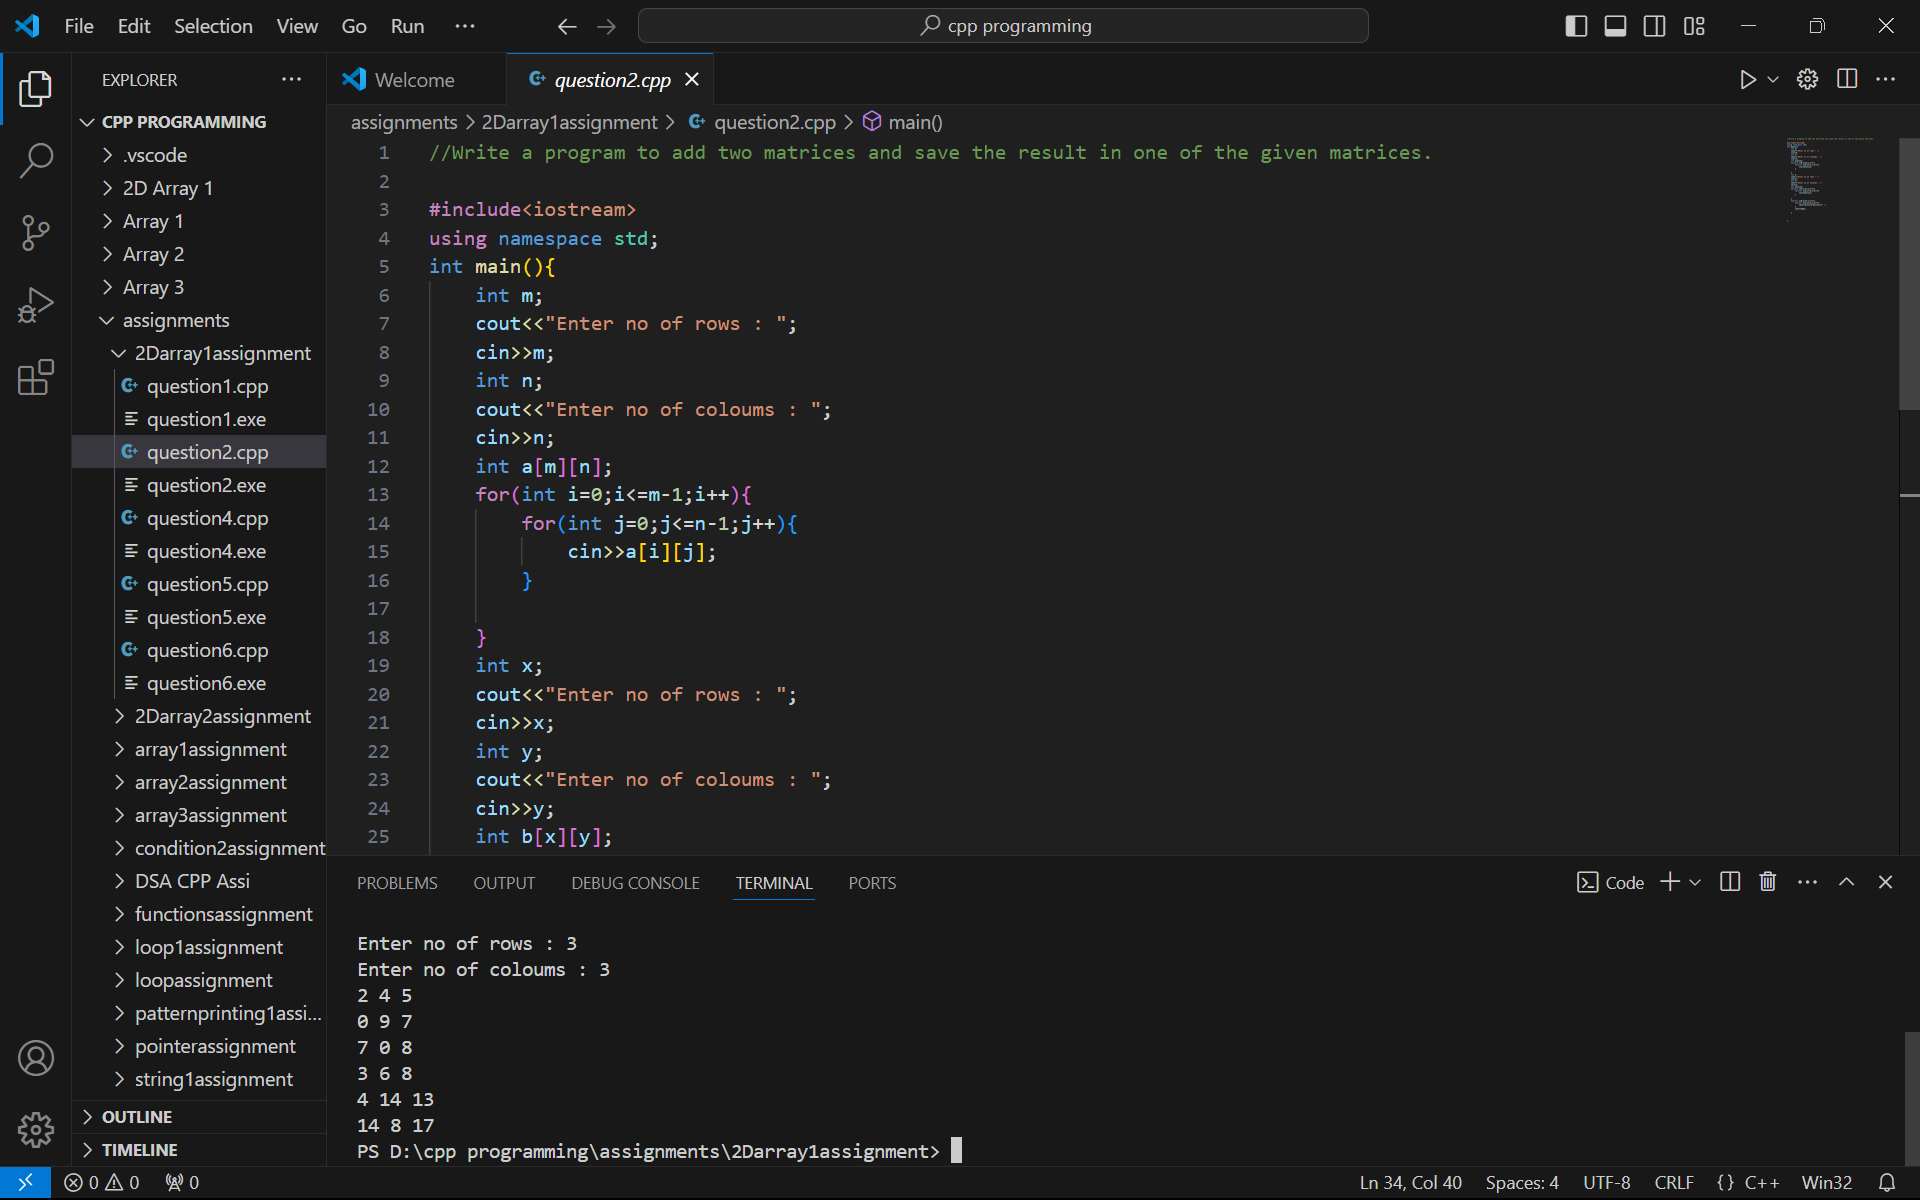 File Edit Selection View Go Run ···
cpp programming
EXPLORER ···
CPP PROGRAMMING
.vscode
2D Array 1
Array 1
Array 2
Array 3
assignments
2Darray1assignment
question1.cpp
question1.exe
question2.cpp
question2.exe
question4.cpp
question4.exe
question5.cpp
question5.exe
question6.cpp
question6.exe
2Darray2assignment
array1assignment
array2assignment
array3assignment
condition2assignment
DSA CPP Assi
functionsassignment
loop1assignment
loopassignment
patternprinting1assi...
pointerassignment
string1assignment
OUTLINE
TIMELINE
Welcome question2.cpp
assignments > 2Darray1assignment > question2.cpp > main()
1 //Write a program to add two matrices and save the result in one of the given matrices.
2
3 #include<iostream>
4 using namespace std;
5 int main(){
6 int m;
7 cout<<"Enter no of rows : ";
8 cin>>m;
9 int n;
10 cout<<"Enter no of coloums : ";
11 cin>>n;
12 int a[m][n];
13 for(int i=0;i<=m-1;i++){
14 for(int j=0;j<=n-1;j++){
15 cin>>a[i][j];
16 }
17
18 }
19 int x;
20 cout<<"Enter no of rows : ";
21 cin>>x;
22 int y;
23 cout<<"Enter no of coloums : ";
24 cin>>y;
25 int b[x][y];
PROBLEMS OUTPUT DEBUG CONSOLE TERMINAL PORTS
Code
Enter no of rows : 3
Enter no of coloums : 3
2 4 5
0 9 7
7 0 8
3 6 8
4 14 13
14 8 17
PS D:\cpp programming\assignments\2Darray1assignment>
0 0 0
Ln 34, Col 40 Spaces: 4 UTF-8 CRLF {} C++ Win32